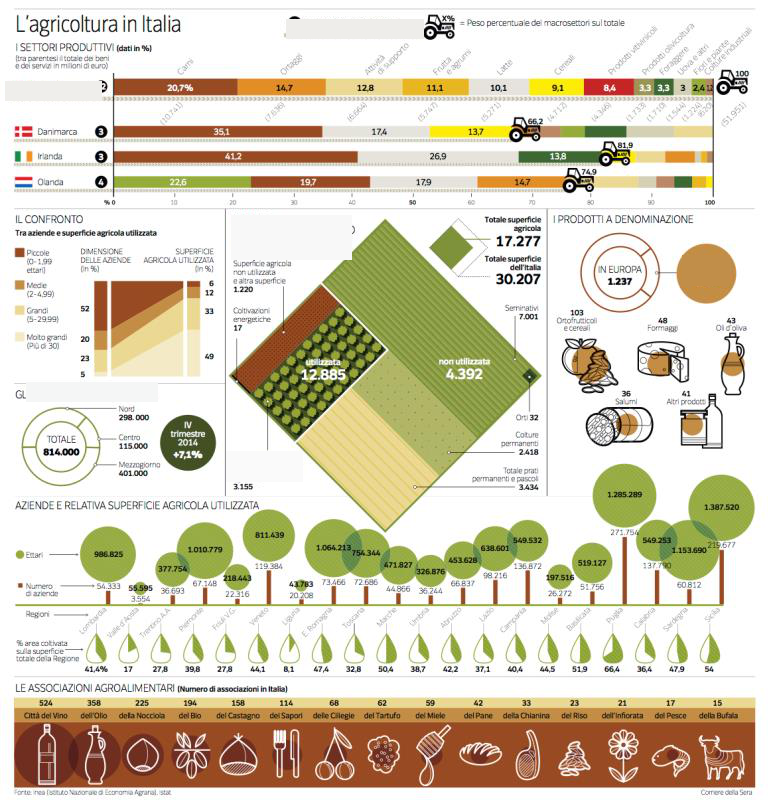 L'agricoltura in Italia
X%
= Peso percentuale dei macrosettori sul totale
I SETTORI PRODUTTIVI (dati in %)
(tra parentesi il totale dei beni
e dei servizi in milioni di euro)
Carni
Ortaggi
Attività
di supporto
Frutta
e agrumi
Latte
Cereali
Prodotti vitivinicoli
Prodotti olivicoltura
Foraggere
Uova e altri
Fiori e piante
Colture industriali
20,7% 14,7 12,8 11,1 10,1 9,1 8,4 3,3 3,3 3 2,4 1,2 100
(10.741) (7.636) (6.664) (5.747) (5.271) (4.712) (4.346) (1.733) (1.719) (1.544) (1.224) (51.951)
Danimarca 3 35,1 17,4 13,7 66,2
Irlanda 3 41,2 26,9 13,8 81,9
Olanda 4 22,6 19,7 17,9 14,7 74,9
% 0 10 20 30 40 50 60 70 80 90 100
IL CONFRONTO
Tra aziende e superficie agricola utilizzata
Piccole
(0-1,99
ettari)
Medie
(2-4,99)
Grandi
(5-29,99)
Molto grandi
(Più di 30)
DIMENSIONE
DELLE AZIENDE
(in %)
52
20
23
5
SUPERFICIE
AGRICOLA UTILIZZATA
(in %)
6
12
33
49
GL
TOTALE
814.000
Nord
298.000
Centro
115.000
Mezzogiorno
401.000
IV
trimestre
2014
+7,1%
Superficie agricola
non utilizzata
e altra superficie
1.220
Coltivazioni
energetiche
17
3.155
utilizzata
12.885
non utilizzata
4.392
Totale superficie
agricola
17.277
Totale superficie
dell'Italia
30.207
Seminativi
7.001
Orti 32
Colture
permanenti
2.418
Totale prati
permanenti e pascoli
3.434
I PRODOTTI A DENOMINAZIONE
IN EUROPA
1.237
103
Ortofrutticoli
e cereali
48
Formaggi
43
Oli d'oliva
36
Salumi
41
Altri prodotti
AZIENDE E RELATIVA SUPERFICIE AGRICOLA UTILIZZATA
Ettari
986.825 55.595 377.754 1.010.779 218.443 811.439 43.783 1.064.213 754.344 471.827 326.876 453.628 638.601 549.532 197.516 519.127 1.285.289 549.253 1.153.690 1.387.520
Numero
di aziende
54.333 3.554 36.693 67.148 22.316 119.384 20.208 73.466 72.686 44.866 36.244 66.837 98.216 136.872 26.272 51.756 271.754 137.790 60.812 219.677
Regioni
Lombardia Valle d'Aosta Trentino A.A. Piemonte Friuli V.G. Veneto Liguria E. Romagna Toscana Marche Umbria Abruzzo Lazio Campania Molise Basilicata Puglia Calabria Sardegna Sicilia
% area coltivata
sulla superficie
totale della Regione
41,4% 17 27,8 39,8 27,8 44,1 8,1 47,4 32,8 50,4 38,7 42,2 37,1 40,4 44,5 51,9 66,4 36,4 47,9 54
LE ASSOCIAZIONI AGROALIMENTARI (Numero di associazioni in Italia)
524 358 225 194 158 114 68 62 59 42 33 23 21 17 15
Città del Vino dell'Olio della Nocciola del Bio del Castagno dei Sapori delle Ciliegie del Tartufo del Miele del Pane della Chianina del Riso dell'Infiorata del Pesce della Bufala
Fonte: Inea (Istituto Nazionale di Economia Agraria), Istat
Corriere della Sera